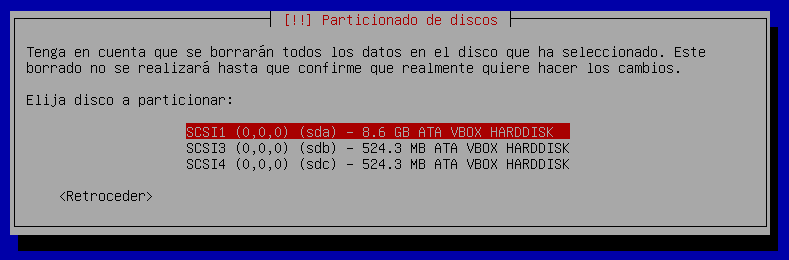 [!!] Particionado de discos
Tenga en cuenta que se borrarán todos los datos en el disco que ha seleccionado. Este
borrado no se realizará hasta que confirme que realmente quiere hacer los cambios.
Elija disco a particionar:
SCSI1 (0,0,0) (sda) - 8.6 GB ATA VBOX HARDDISK
SCSI3 (0,0,0) (sdb) - 524.3 MB ATA VBOX HARDDISK
SCSI4 (0,0,0) (sdc) - 524.3 MB ATA VBOX HARDDISK
<Retroceder>